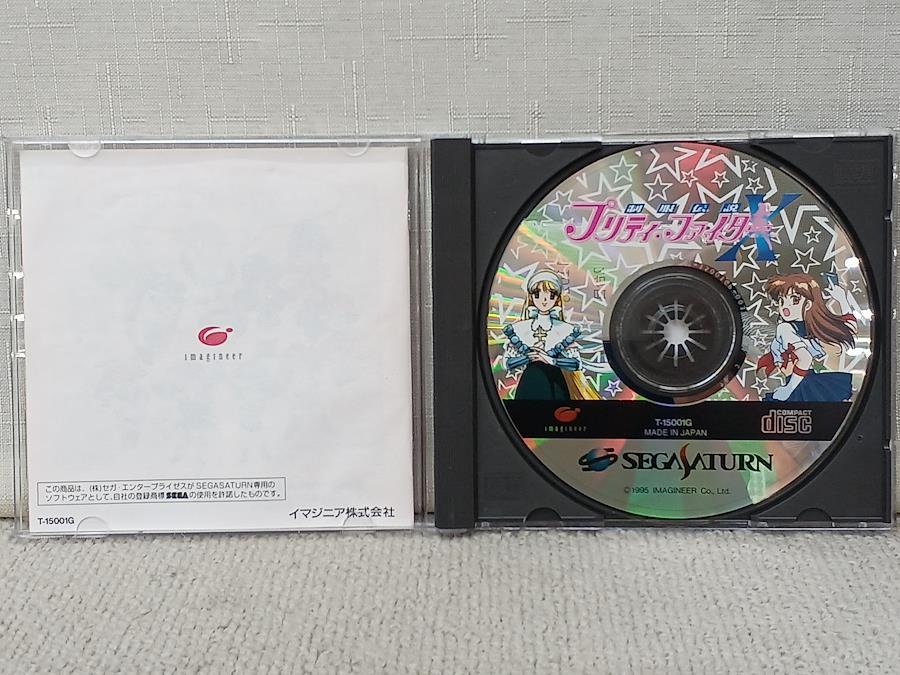 imagineer
この商品は、(株)セガ・エンタープライゼスがSEGASATURN専用の
ソフトウェアとして、自社の登録商標SEGAの使用を許諾したものです。
T-15001G
イマジニア株式会社
制服伝説
プリティ・ファイターX
imagineer
T-15001G
MADE IN JAPAN
COMPACT
disc
SEGASATURN
©1995 IMAGINEER Co., Ltd.